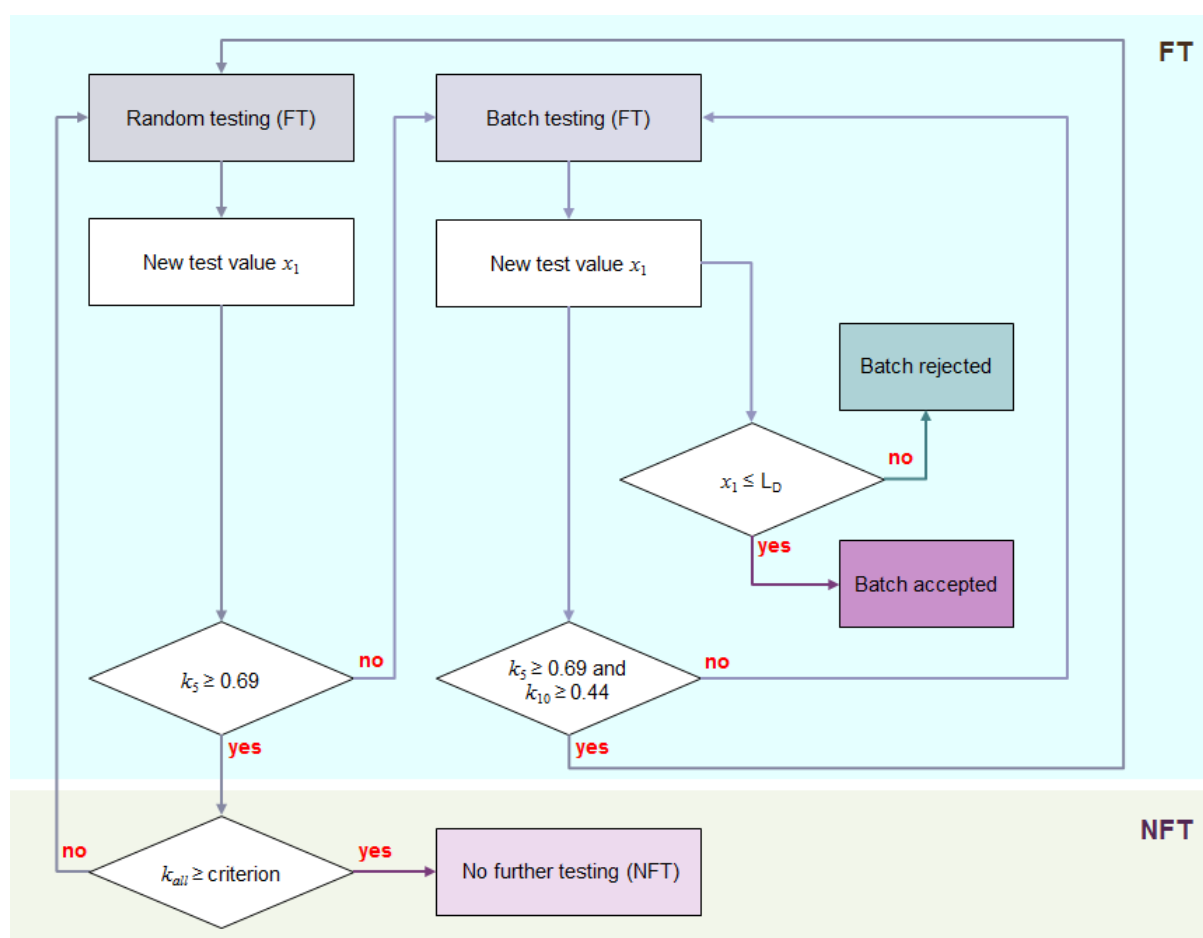 FT
Random testing (FT)
Batch testing (FT)
New test value x₁
New test value x₁
Batch rejected
x₁ ≤ L_D
no
yes
Batch accepted
k₅ ≥ 0.69
no
k₅ ≥ 0.69 and
k₁₀ ≥ 0.44
no
yes
yes
NFT
no
k_all ≥ criterion
yes
No further testing (NFT)